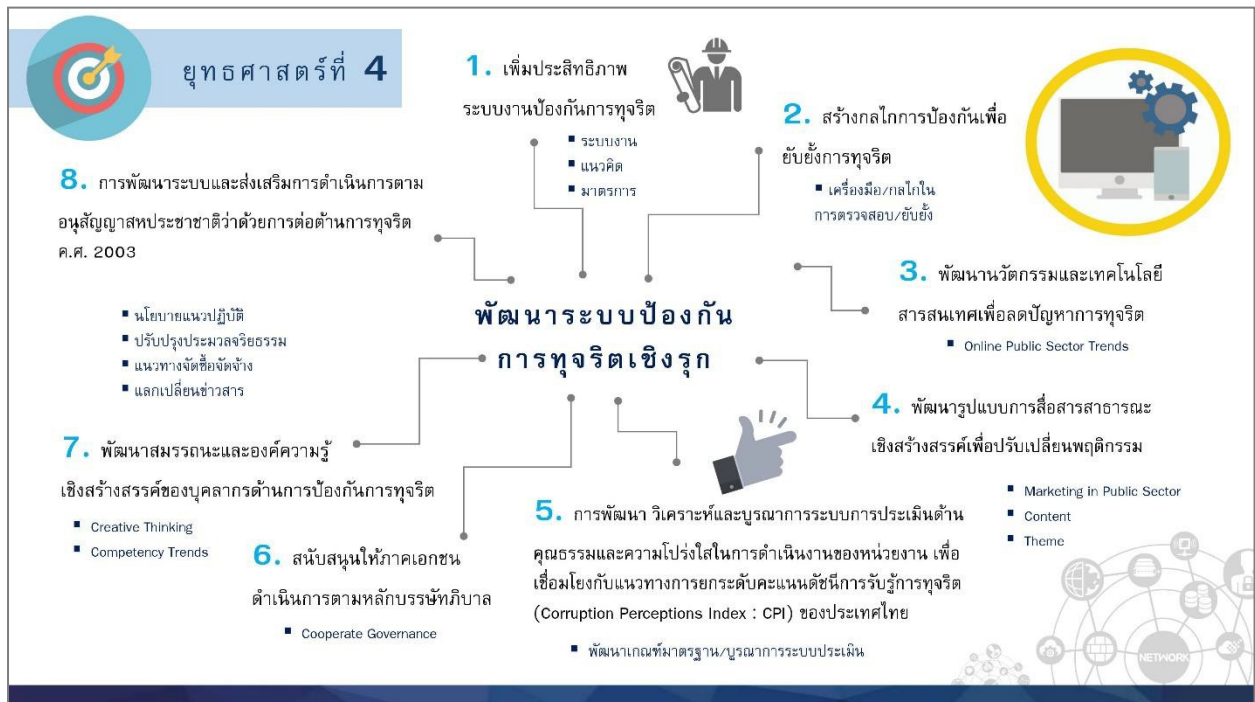 ยุทธศาสตร์ที่ 4
1. เพิ่มประสิทธิภาพ
ระบบงานป้องกันการทุจริต
▪ ระบบงาน
▪ แนวคิด
▪ มาตรการ
2. สร้างกลไกการป้องกันเพื่อ
ยับยั้งการทุจริต
▪ เครื่องมือ/กลไกใน
การตรวจสอบ/ยับยั้ง
3. พัฒนานวัตกรรมและเทคโนโลยี
สารสนเทศเพื่อลดปัญหาการทุจริต
▪ Online Public Sector Trends
4. พัฒนารูปแบบการสื่อสารสาธารณะ
เชิงสร้างสรรค์เพื่อปรับเปลี่ยนพฤติกรรม
▪ Marketing in Public Sector
▪ Content
▪ Theme
5. การพัฒนา วิเคราะห์และบูรณาการระบบการประเมินด้าน
คุณธรรมและความโปร่งใสในการดำเนินงานของหน่วยงาน เพื่อ
เชื่อมโยงกับแนวทางการยกระดับคะแนนดัชนีการรับรู้การทุจริต
(Corruption Perceptions Index : CPI) ของประเทศไทย
▪ พัฒนาเกณฑ์มาตรฐาน/บูรณาการระบบประเมิน
6. สนับสนุนให้ภาคเอกชน
ดำเนินการตามหลักบรรษัทภิบาล
▪ Cooperate Governance
7. พัฒนาสมรรถนะและองค์ความรู้
เชิงสร้างสรรค์ของบุคลากรด้านการป้องกันการทุจริต
▪ Creative Thinking
▪ Competency Trends
8. การพัฒนาระบบและส่งเสริมการดำเนินการตาม
อนุสัญญาสหประชาชาติว่าด้วยการต่อต้านการทุจริต
ค.ศ. 2003
▪ นโยบายแนวปฏิบัติ
▪ ปรับปรุงประมวลจริยธรรม
▪ แนวทางจัดซื้อจัดจ้าง
▪ แลกเปลี่ยนข่าวสาร
พัฒนาระบบป้องกัน
การทุจริตเชิงรุก
NETWORK